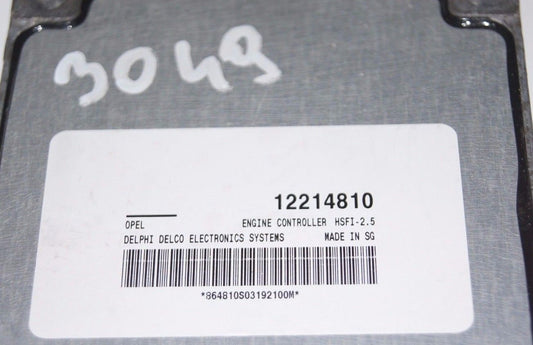 3049
12214810
OPEL ENGINE CONTROLLER HSFI-2.5
DELPHI DELCO ELECTRONICS SYSTEMS MADE IN SG
*864810S03192100M*